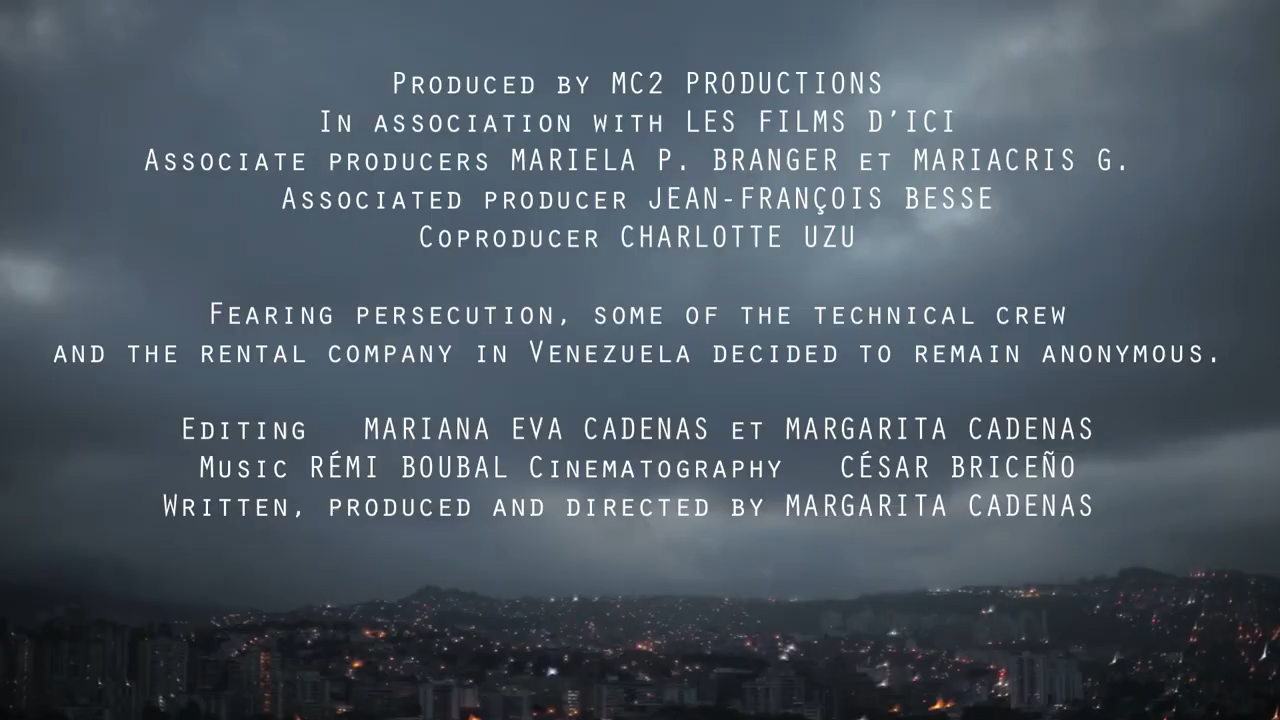 Produced by MC2 PRODUCTIONS
In association with LES FILMS D'ICI
Associate producers MARIELA P. BRANGER et MARIACRIS G.
Associated producer JEAN-FRANÇOIS BESSE
Coproducer CHARLOTTE UZU
Fearing persecution, some of the technical crew
and the rental company in Venezuela decided to remain anonymous.
Editing MARIANA EVA CADENAS et MARGARITA CADENAS
Music RÉMI BOUBAL Cinematography CÉSAR BRICEÑO
Written, produced and directed by MARGARITA CADENAS